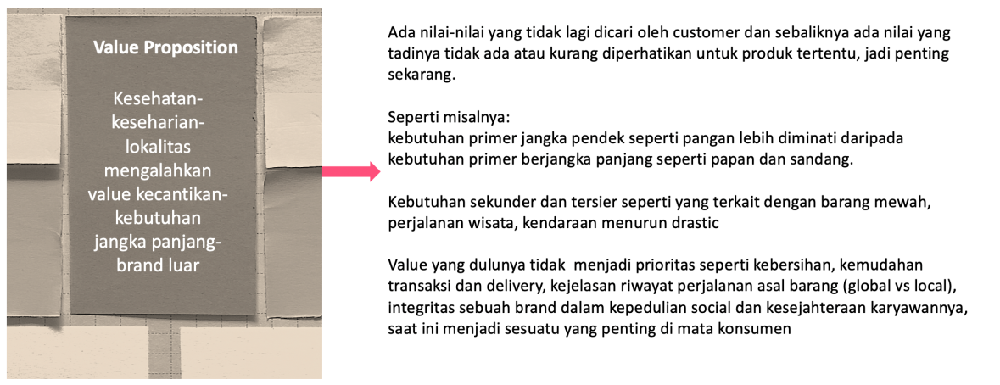 Value Proposition
Kesehatan-
keseharian-
lokalitas
mengalahkan
value kecantikan-
kebutuhan
jangka panjang-
brand luar
Ada nilai-nilai yang tidak lagi dicari oleh customer dan sebaliknya ada nilai yang
tadinya tidak ada atau kurang diperhatikan untuk produk tertentu, jadi penting
sekarang.
Seperti misalnya:
kebutuhan primer jangka pendek seperti pangan lebih diminati daripada
kebutuhan primer berjangka panjang seperti papan dan sandang.
Kebutuhan sekunder dan tersier seperti yang terkait dengan barang mewah,
perjalanan wisata, kendaraan menurun drastic
Value yang dulunya tidak  menjadi prioritas seperti kebersihan, kemudahan
transaksi dan delivery, kejelasan riwayat perjalanan asal barang (global vs local),
integritas sebuah brand dalam kepedulian social dan kesejahteraan karyawannya,
saat ini menjadi sesuatu yang penting di mata konsumen